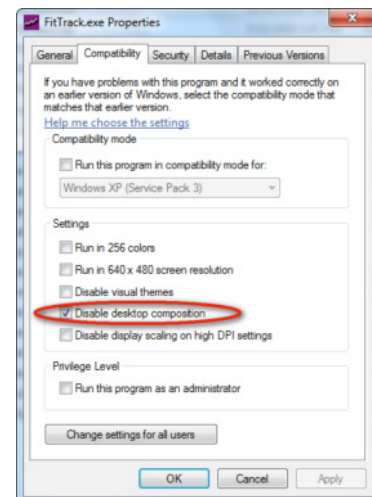 FitTrack.exe Properties
General Compatibility Security Details Previous Versions
If you have problems with this program and it worked correctly on
an earlier version of Windows, select the compatibility mode that
matches that earlier version.
Help me choose the settings
Compatibility mode
Run this program in compatibility mode for:
Windows XP (Service Pack 3)
Settings
Run in 256 colors
Run in 640 x 480 screen resolution
Disable visual themes
Disable desktop composition
Disable display scaling on high DPI settings
Privilege Level
Run this program as an administrator
Change settings for all users
OK Cancel Apply